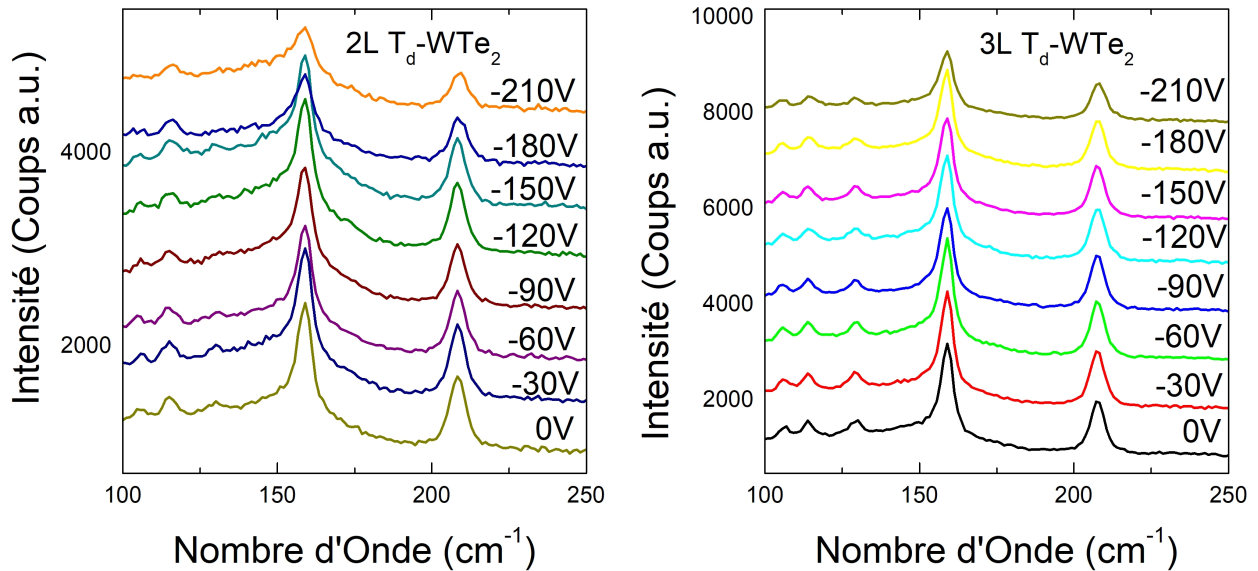 Intensité (Coups a.u.)
2L Td-WTe2
-210V
-180V
4000
-150V
-120V
-90V
-60V
2000
-30V
0V
100
150
200
250
Nombre d'Onde (cm-1)
Intensité (Coups a.u.)
10000
3L Td-WTe2
8000
-210V
-180V
-150V
6000
-120V
-90V
4000
-60V
-30V
2000
0V
100
150
200
250
Nombre d'Onde (cm-1)